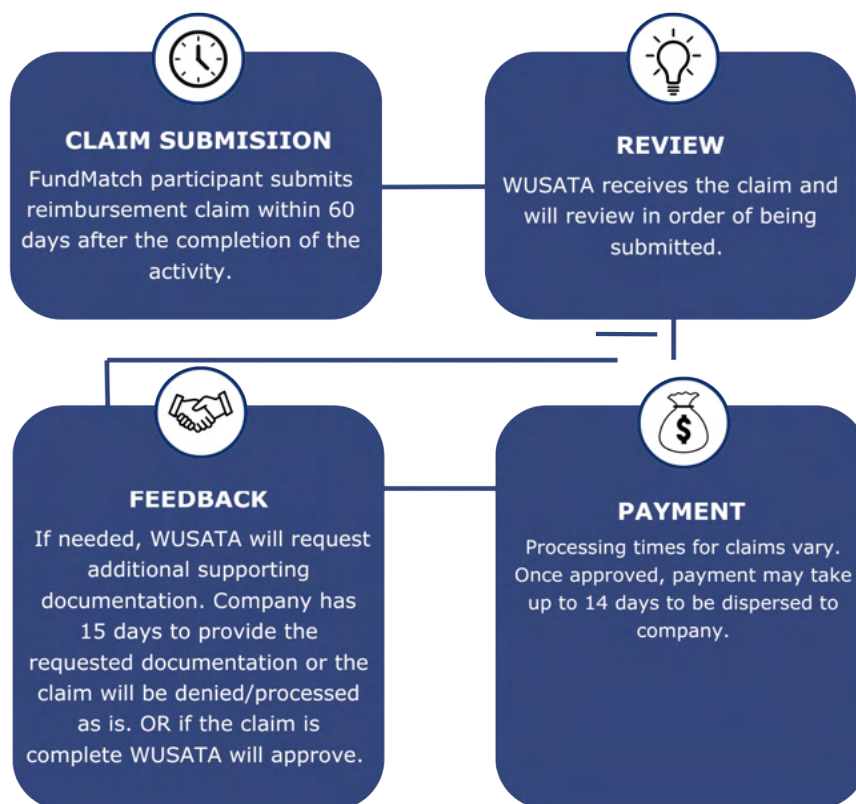 CLAIM SUBMISIION
FundMatch participant submits
reimbursement claim within 60
days after the completion of the
activity.
REVIEW
WUSATA receives the claim and
will review in order of being
submitted.
FEEDBACK
If needed, WUSATA will request
additional supporting
documentation. Company has
15 days to provide the
requested documentation or the
claim will be denied/processed
as is. OR if the claim is
complete WUSATA will approve.
$
PAYMENT
Processing times for claims vary.
Once approved, payment may take
up to 14 days to be dispersed to
company.